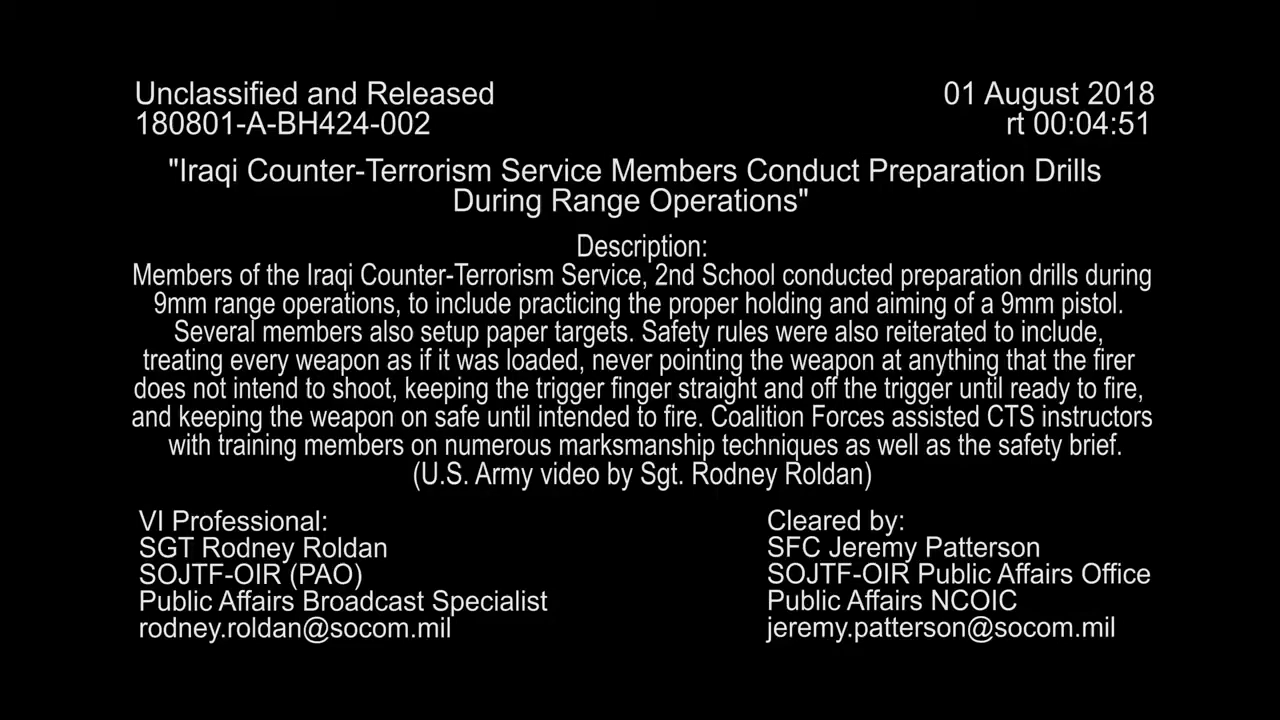 Unclassified and Released
01 August 2018
180801-A-BH424-002
rt 00:04:51
"Iraqi Counter-Terrorism Service Members Conduct Preparation Drills
During Range Operations"
Description:
Members of the Iraqi Counter-Terrorism Service, 2nd School conducted preparation drills during
9mm range operations, to include practicing the proper holding and aiming of a 9mm pistol.
Several members also setup paper targets. Safety rules were also reiterated to include,
treating every weapon as if it was loaded, never pointing the weapon at anything that the firer
does not intend to shoot, keeping the trigger finger straight and off the trigger until ready to fire,
and keeping the weapon on safe until intended to fire. Coalition Forces assisted CTS instructors
with training members on numerous marksmanship techniques as well as the safety brief.
(U.S. Army video by Sgt. Rodney Roldan)
VI Professional:
SGT Rodney Roldan
SOJTF-OIR (PAO)
Public Affairs Broadcast Specialist
rodney.roldan@socom.mil
Cleared by:
SFC Jeremy Patterson
SOJTF-OIR Public Affairs Office
Public Affairs NCOIC
jeremy.patterson@socom.mil